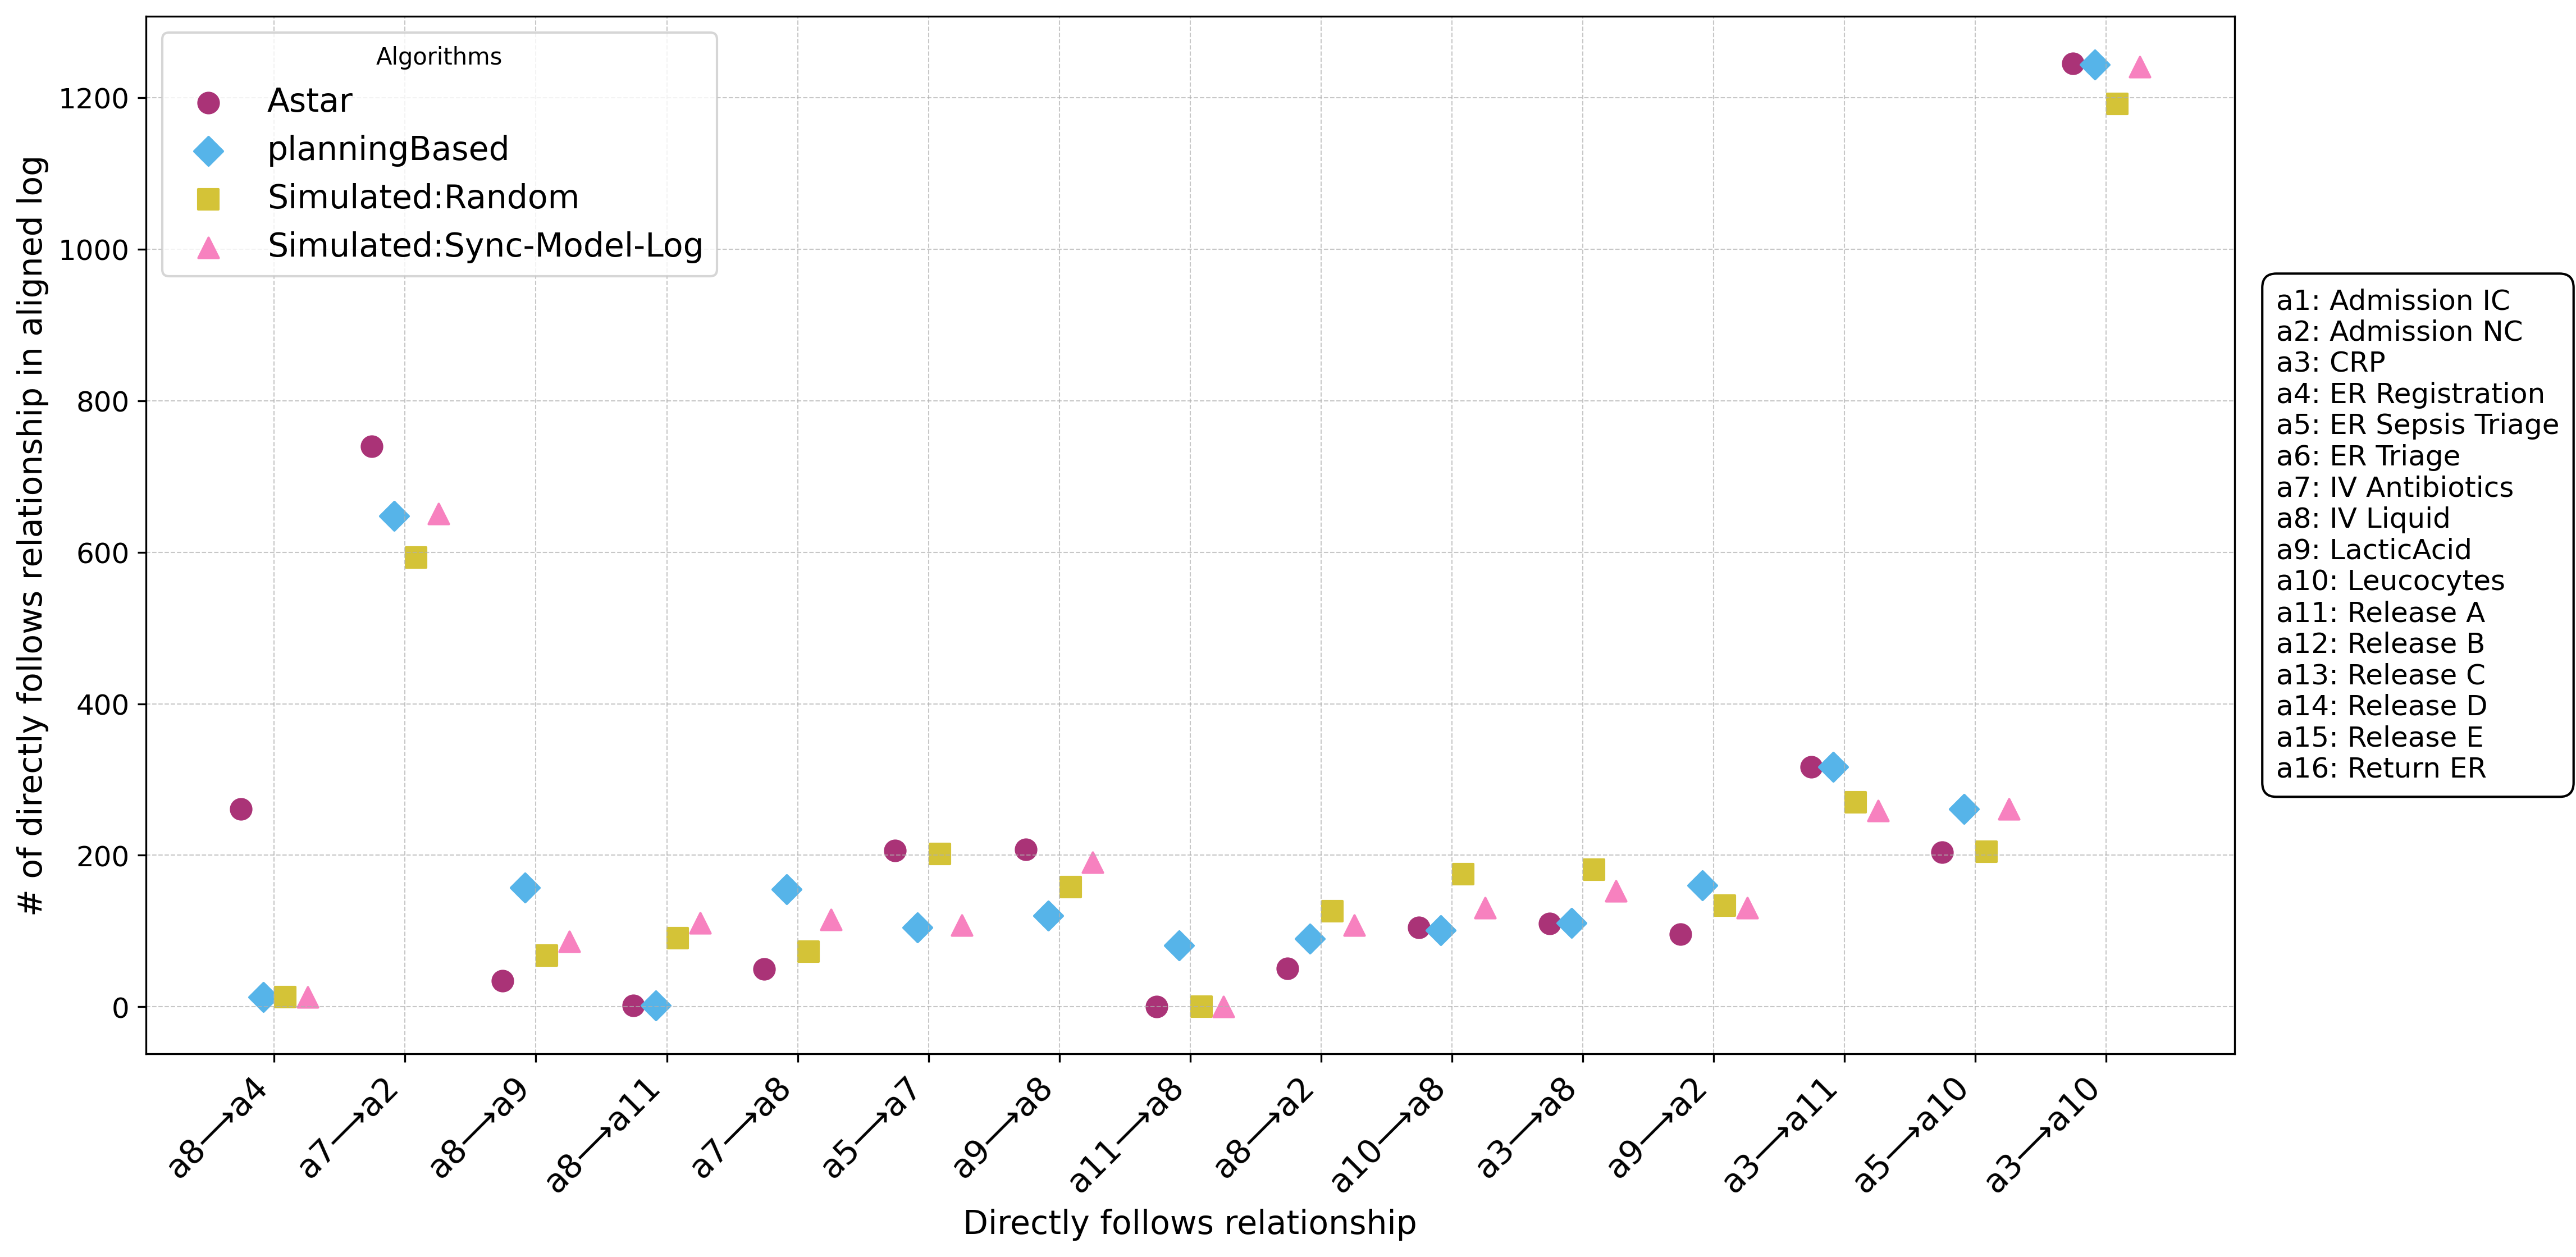 Algorithms
Astar
planningBased
Simulated:Random
Simulated:Sync-Model-Log
# of directly follows relationship in aligned log
1200
1000
800
600
400
200
0
a8→a4
a7→a2
a8→a9
a8→a11
a7→a8
a5→a7
a9→a8
a11→a8
a8→a2
a10→a8
a3→a8
a9→a2
a3→a11
a5→a10
a3→a10
Directly follows relationship
a1: Admission IC
a2: Admission NC
a3: CRP
a4: ER Registration
a5: ER Sepsis Triage
a6: ER Triage
a7: IV Antibiotics
a8: IV Liquid
a9: LacticAcid
a10: Leucocytes
a11: Release A
a12: Release B
a13: Release C
a14: Release D
a15: Release E
a16: Return ER